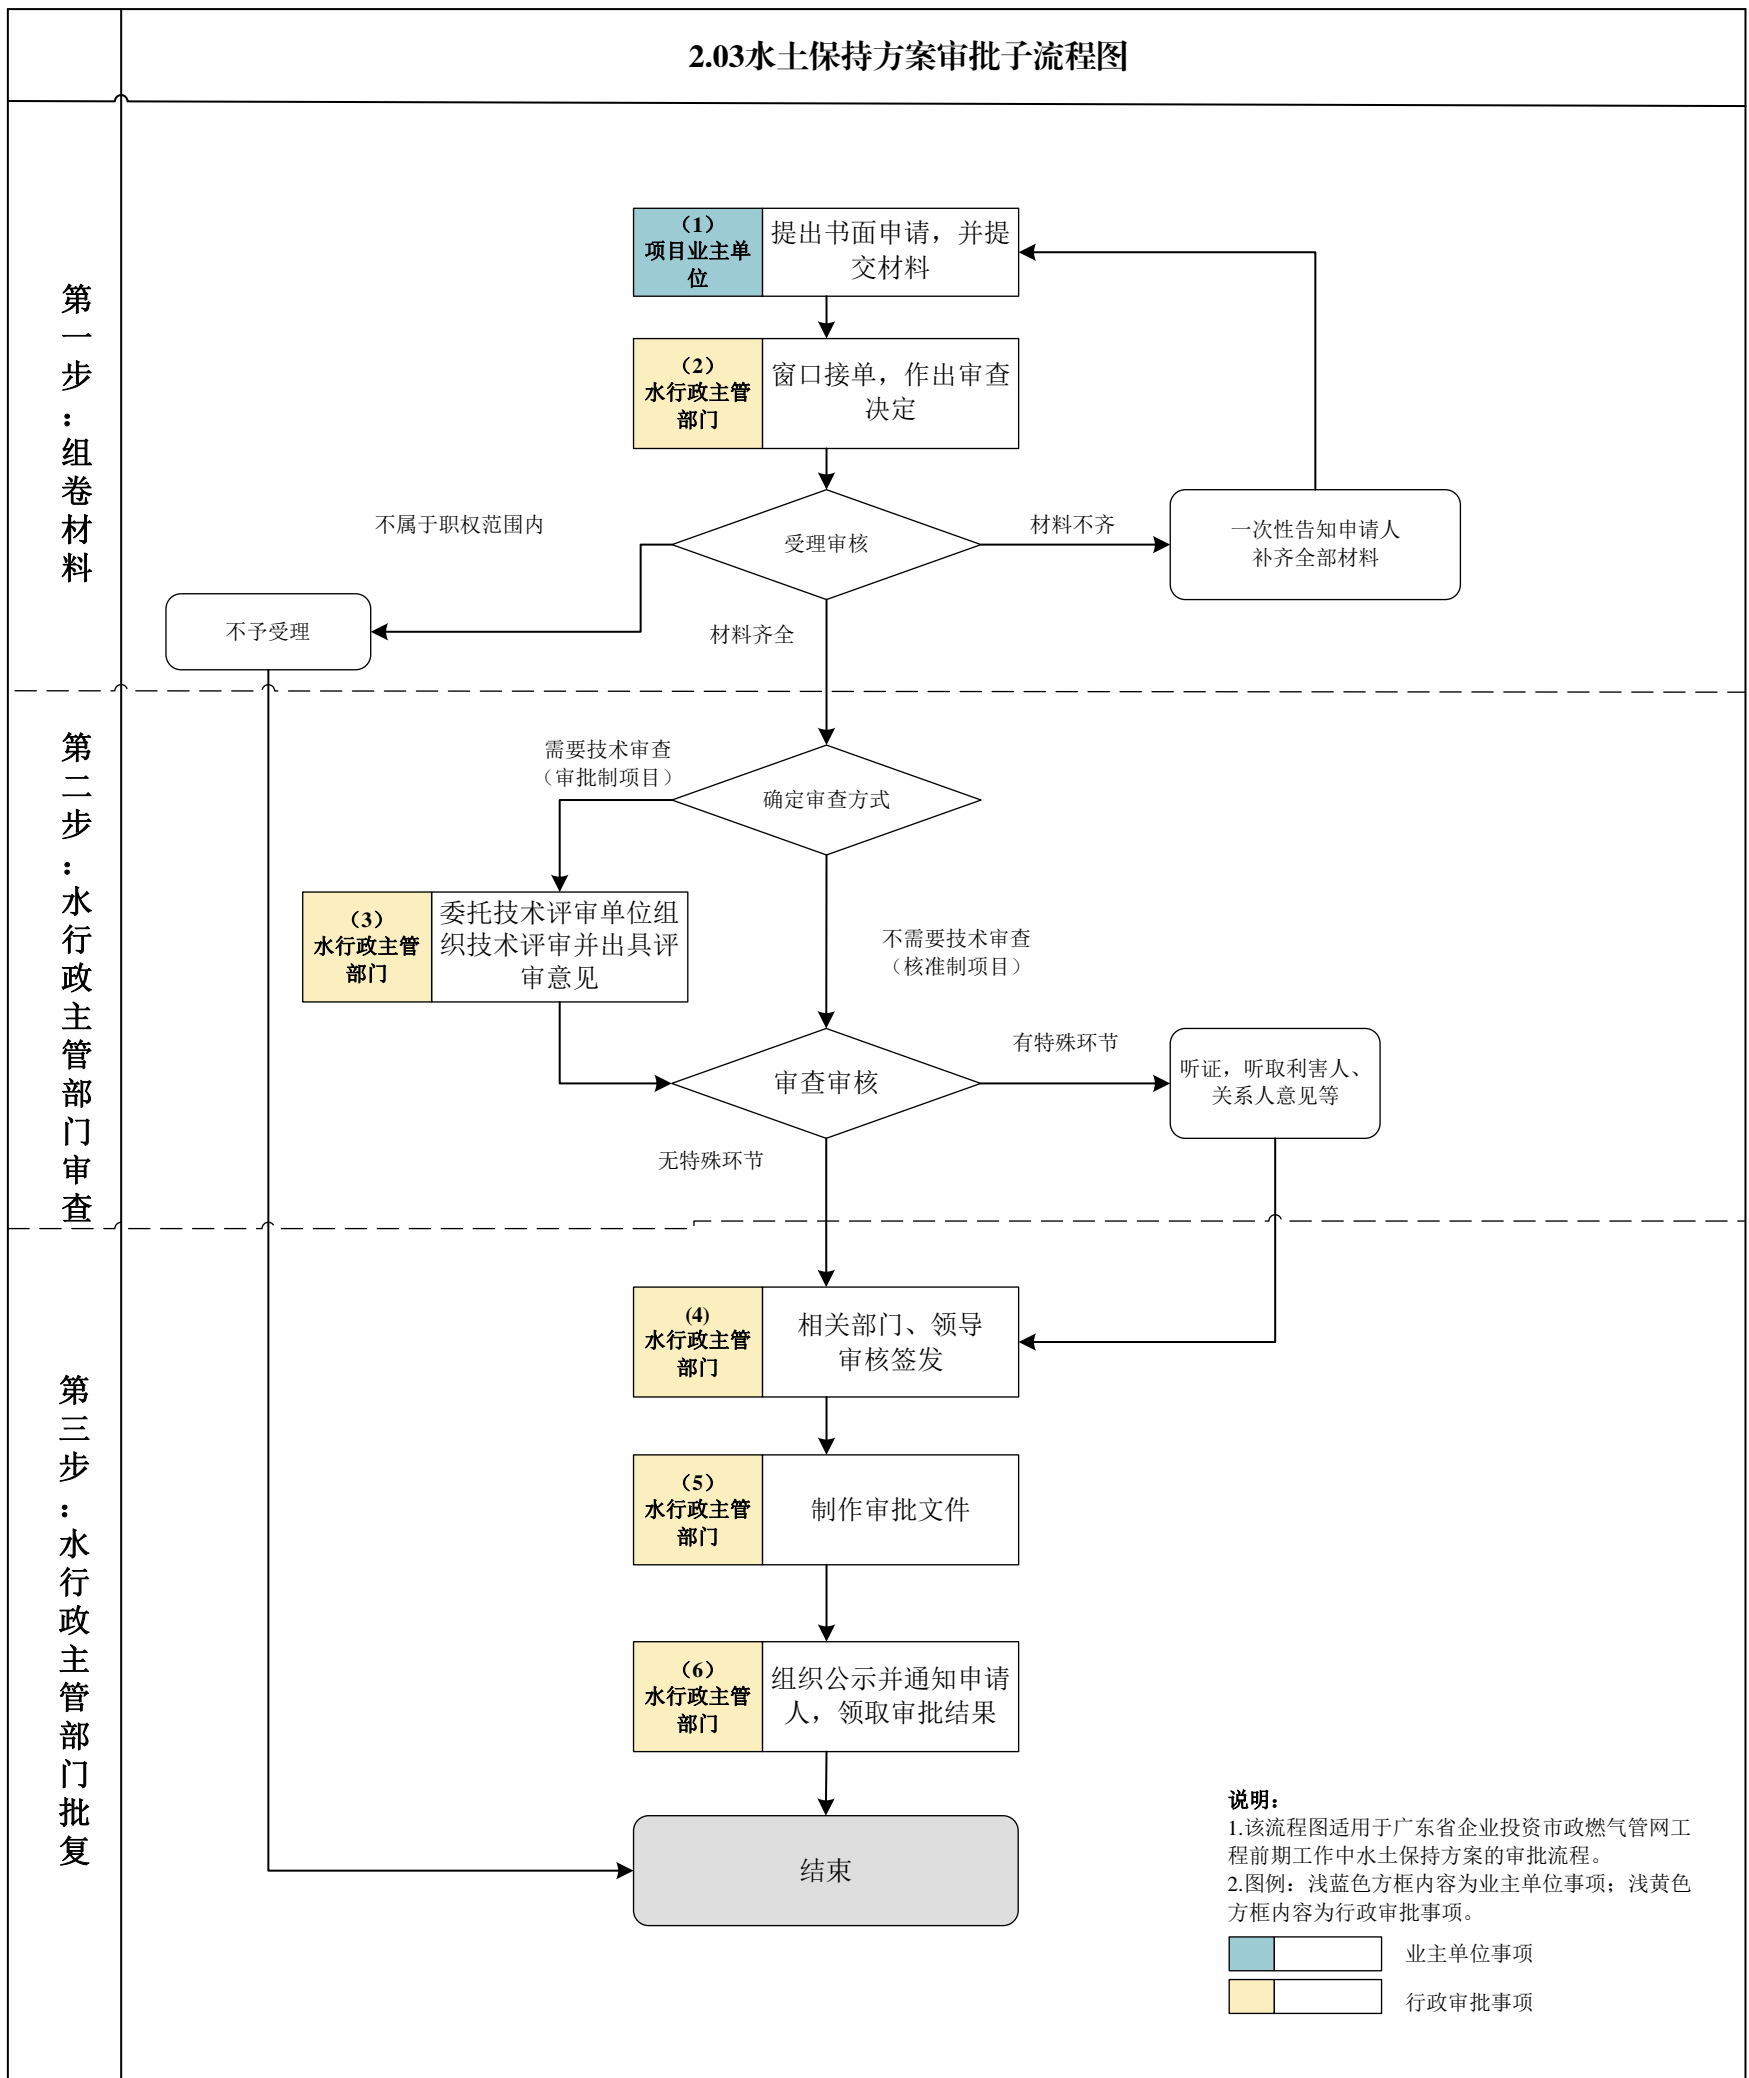 2.03水土保持方案审批子流程图
第一步：组卷材料
（1）
项目业主单
位
提出书面申请，并提
交材料
（2）
水行政主管
部门
窗口接单，作出审查
决定
不属于职权范围内
受理审核
材料不齐
一次性告知申请人
补齐全部材料
不予受理
材料齐全
第二步：水行政主管部门审查
需要技术审查
（审批制项目）
确定审查方式
（3）
水行政主管
部门
委托技术评审单位组
织技术评审并出具评
审意见
不需要技术审查
（核准制项目）
审查审核
有特殊环节
听证，听取利害人、
关系人意见等
无特殊环节
第三步：水行政主管部门批复
(4)
水行政主管
部门
相关部门、领导
审核签发
（5）
水行政主管
部门
制作审批文件
（6）
水行政主管
部门
组织公示并通知申请
人，领取审批结果
结束
说明：
1.该流程图适用于广东省企业投资市政燃气管网工
程前期工作中水土保持方案的审批流程。
2.图例：浅蓝色方框内容为业主单位事项；浅黄色
方框内容为行政审批事项。
业主单位事项
行政审批事项